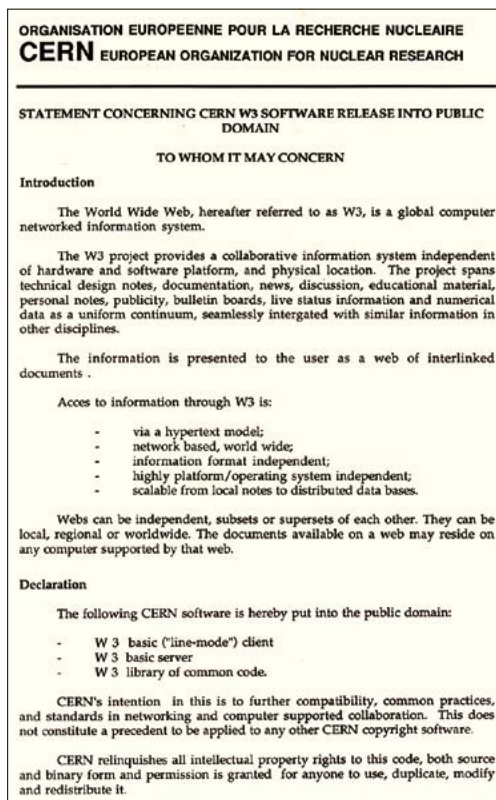 ORGANISATION EUROPEENNE POUR LA RECHERCHE NUCLEAIRE
CERN EUROPEAN ORGANIZATION FOR NUCLEAR RESEARCH
STATEMENT CONCERNING CERN W3 SOFTWARE RELEASE INTO PUBLIC
DOMAIN
TO WHOM IT MAY CONCERN
Introduction
The World Wide Web, hereafter referred to as W3, is a global computer
networked information system.
The W3 project provides a collaborative information system independent
of hardware and software platform, and physical location. The project spans
technical design notes, documentation, news, discussion, educational material,
personal notes, publicity, bulletin boards, live status information and numerical
data as a uniform continuum, seamlessly intergated with similar information in
other disciplines.
The information is presented to the user as a web of interlinked
documents .
Acces to information through W3 is:
- via a hypertext model;
- network based, world wide;
- information format independent;
- highly platform/operating system independent;
- scalable from local notes to distributed data bases.
Webs can be independent, subsets or supersets of each other. They can be
local, regional or worldwide. The documents available on a web may reside on
any computer supported by that web.
Declaration
The following CERN software is hereby put into the public domain:
- W 3 basic ("line-mode") client
- W 3 basic server
- W 3 library of common code.
CERN's intention in this is to further compatibility, common practices,
and standards in networking and computer supported collaboration. This does
not constitute a precedent to be applied to any other CERN copyright software.
CERN relinquishes all intellectual property rights to this code, both source
and binary form and permission is granted for anyone to use, duplicate, modify
and redistribute it.